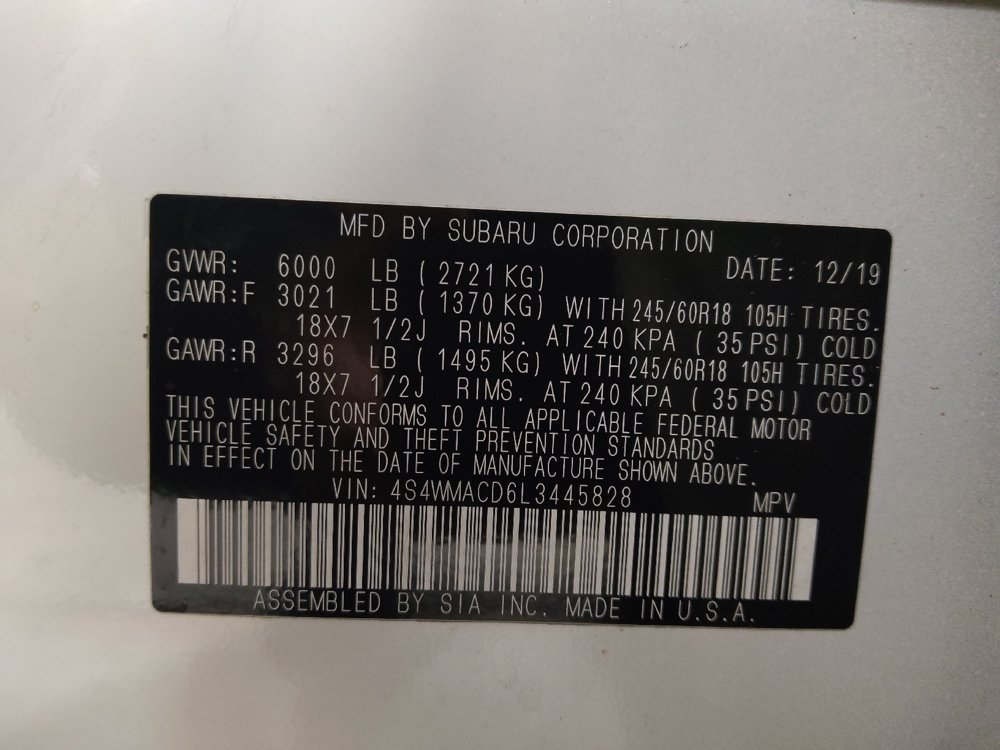 MFD BY SUBARU CORPORATION
GVWR: 6000 LB ( 2721 KG) DATE: 12/19
GAWR:F 3021 LB ( 1370 KG) WITH 245/60R18 105H TIRES.
18X7 1/2J RIMS. AT 240 KPA ( 35 PSI) COLD
GAWR:R 3296 LB ( 1495 KG) WITH 245/60R18 105H TIRES.
18X7 1/2J RIMS. AT 240 KPA ( 35 PSI) COLD
THIS VEHICLE CONFORMS TO ALL APPLICABLE FEDERAL MOTOR
VEHICLE SAFETY AND THEFT PREVENTION STANDARDS
IN EFFECT ON THE DATE OF MANUFACTURE SHOWN ABOVE.
VIN: 4S4WMACD6L3445828 MPV
ASSEMBLED BY SIA INC. MADE IN U.S.A.